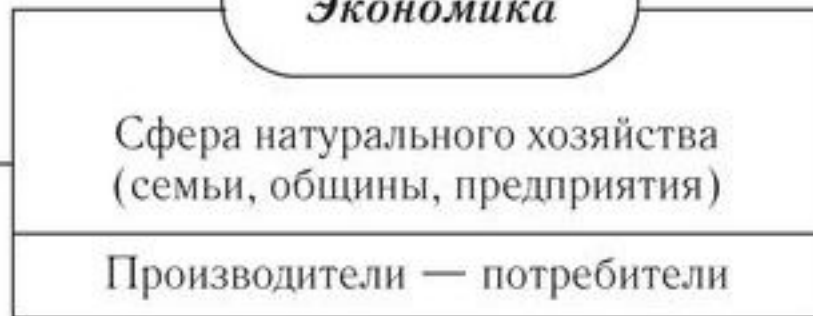 Экономика
Сфера натурального хозяйства
(семьи, общины, предприятия)
Производители — потребители